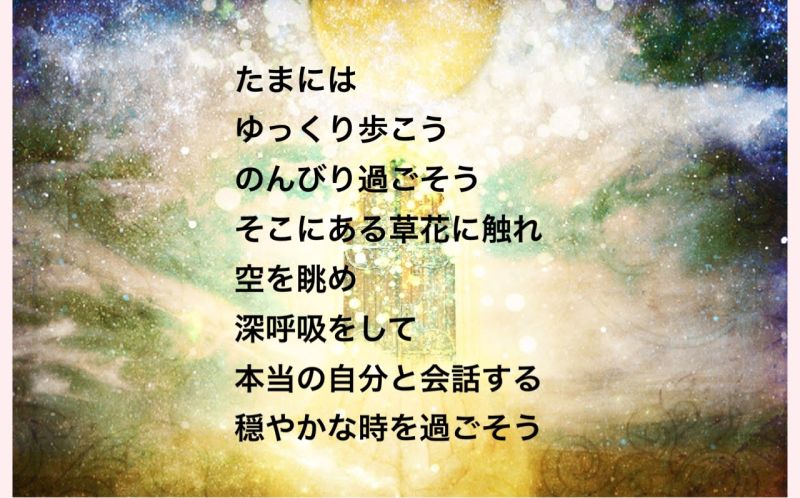 たまには
ゆっくり歩こう
のんびり過ごそう
そこにある草花に触れ
空を眺め
深呼吸をして
本当の自分と会話する
穏やかな時を過ごそう